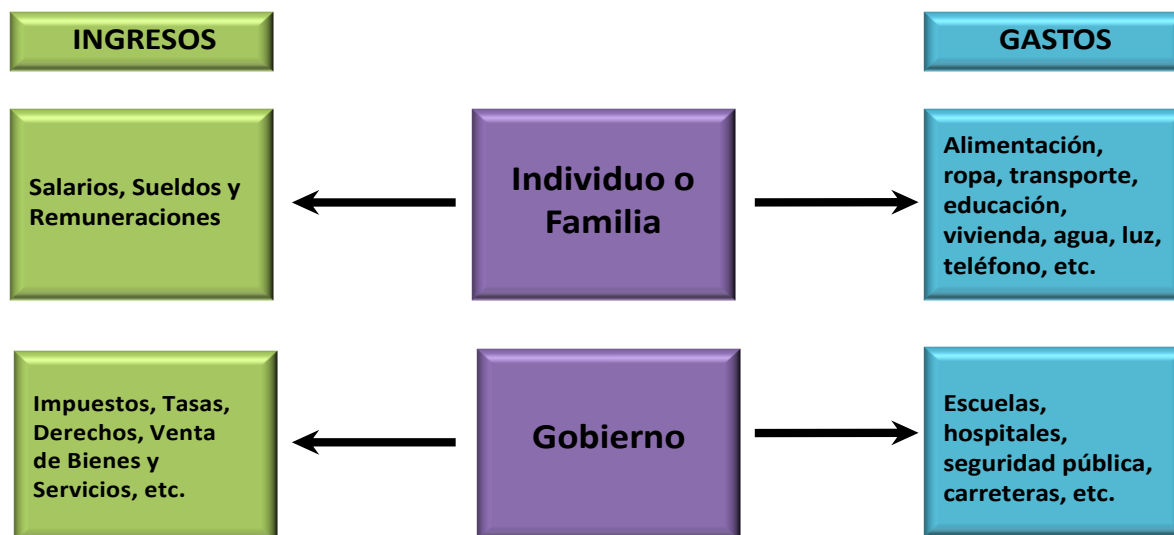 INGRESOS
GASTOS
Salarios, Sueldos y
Remuneraciones
Individuo o
Familia
Alimentación,
ropa, transporte,
educación,
vivienda, agua, luz,
teléfono, etc.
Impuestos, Tasas,
Derechos, Venta
de Bienes y
Servicios, etc.
Gobierno
Escuelas,
hospitales,
seguridad pública,
carreteras, etc.